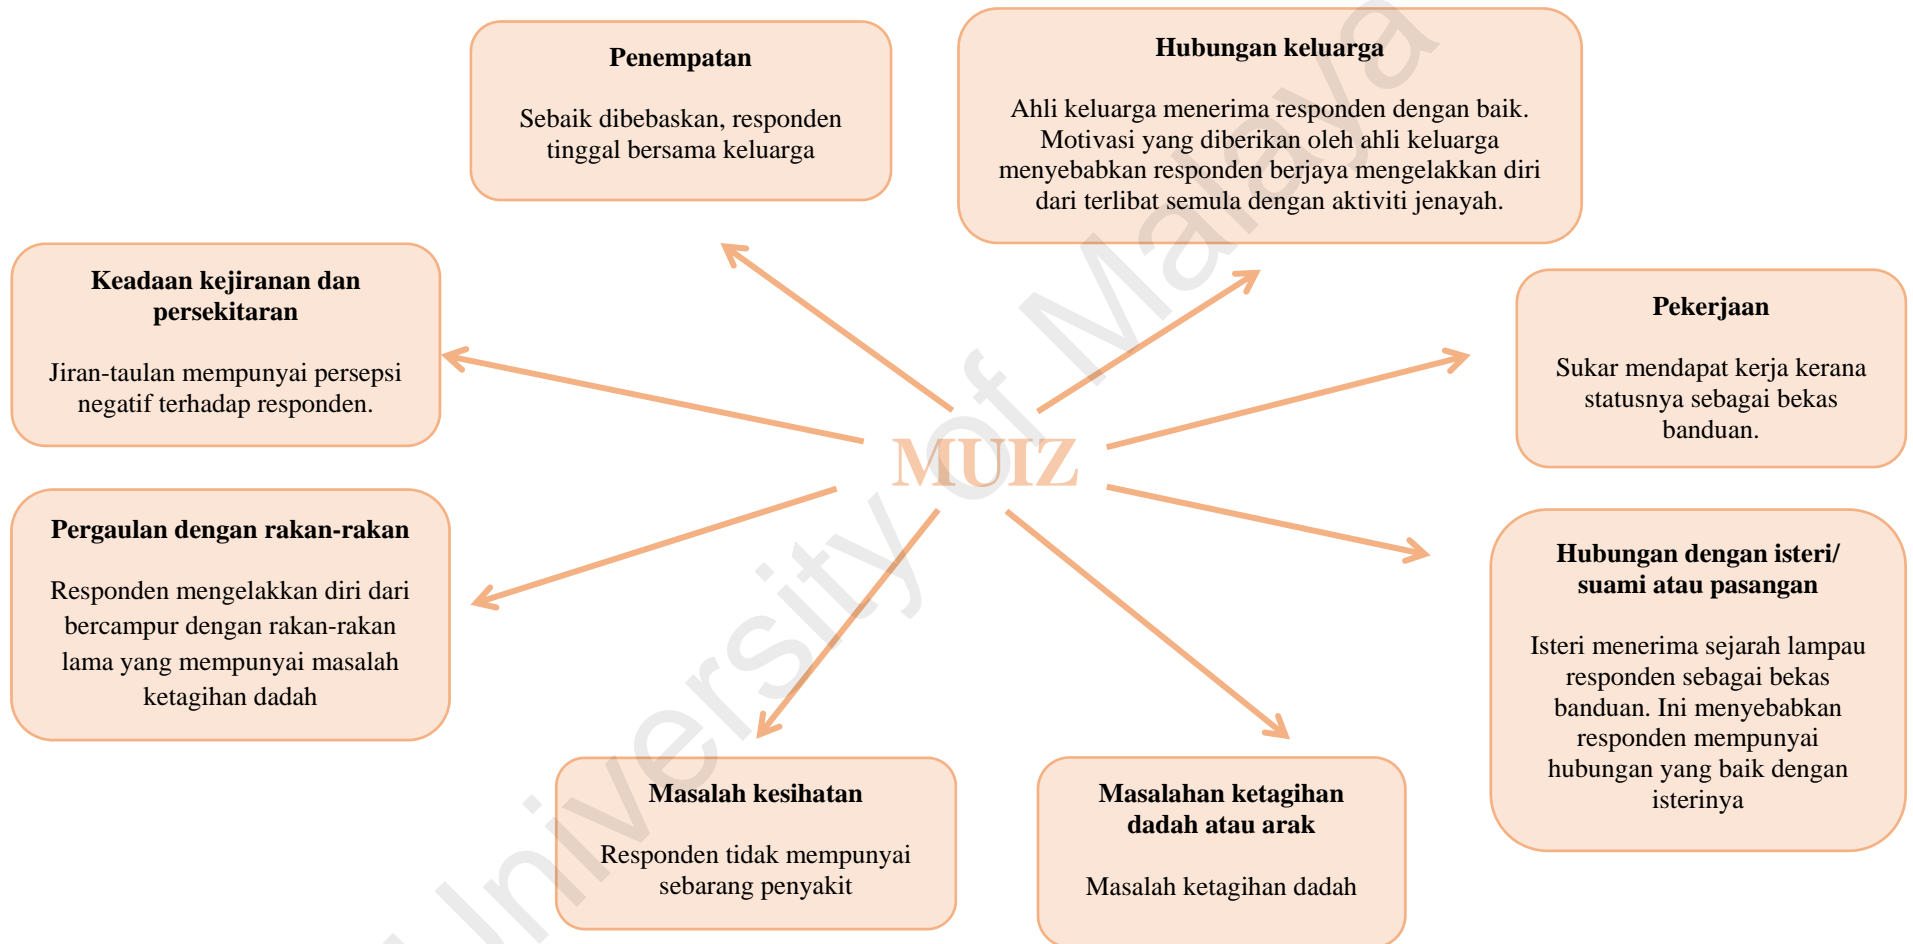 Penempatan
Sebaik dibebaskan, responden
tinggal bersama keluarga
Hubungan keluarga
Ahli keluarga menerima responden dengan baik.
Motivasi yang diberikan oleh ahli keluarga
menyebabkan responden berjaya mengelakkan diri
dari terlibat semula dengan aktiviti jenayah.
Keadaan kejiranan dan
persekitaran
Jiran-taulan mempunyai persepsi
negatif terhadap responden.
Pekerjaan
Sukar mendapat kerja kerana
statusnya sebagai bekas
banduan.
MUIZ
Pergaulan dengan rakan-rakan
Responden mengelakkan diri dari
bercampur dengan rakan-rakan
lama yang mempunyai masalah
ketagihan dadah
Hubungan dengan isteri/
suami atau pasangan
Isteri menerima sejarah lampau
responden sebagai bekas
banduan. Ini menyebabkan
responden mempunyai
hubungan yang baik dengan
isterinya
Masalah kesihatan
Responden tidak mempunyai
sebarang penyakit
Masalahan ketagihan
dadah atau arak
Masalah ketagihan dadah
University of Malaya